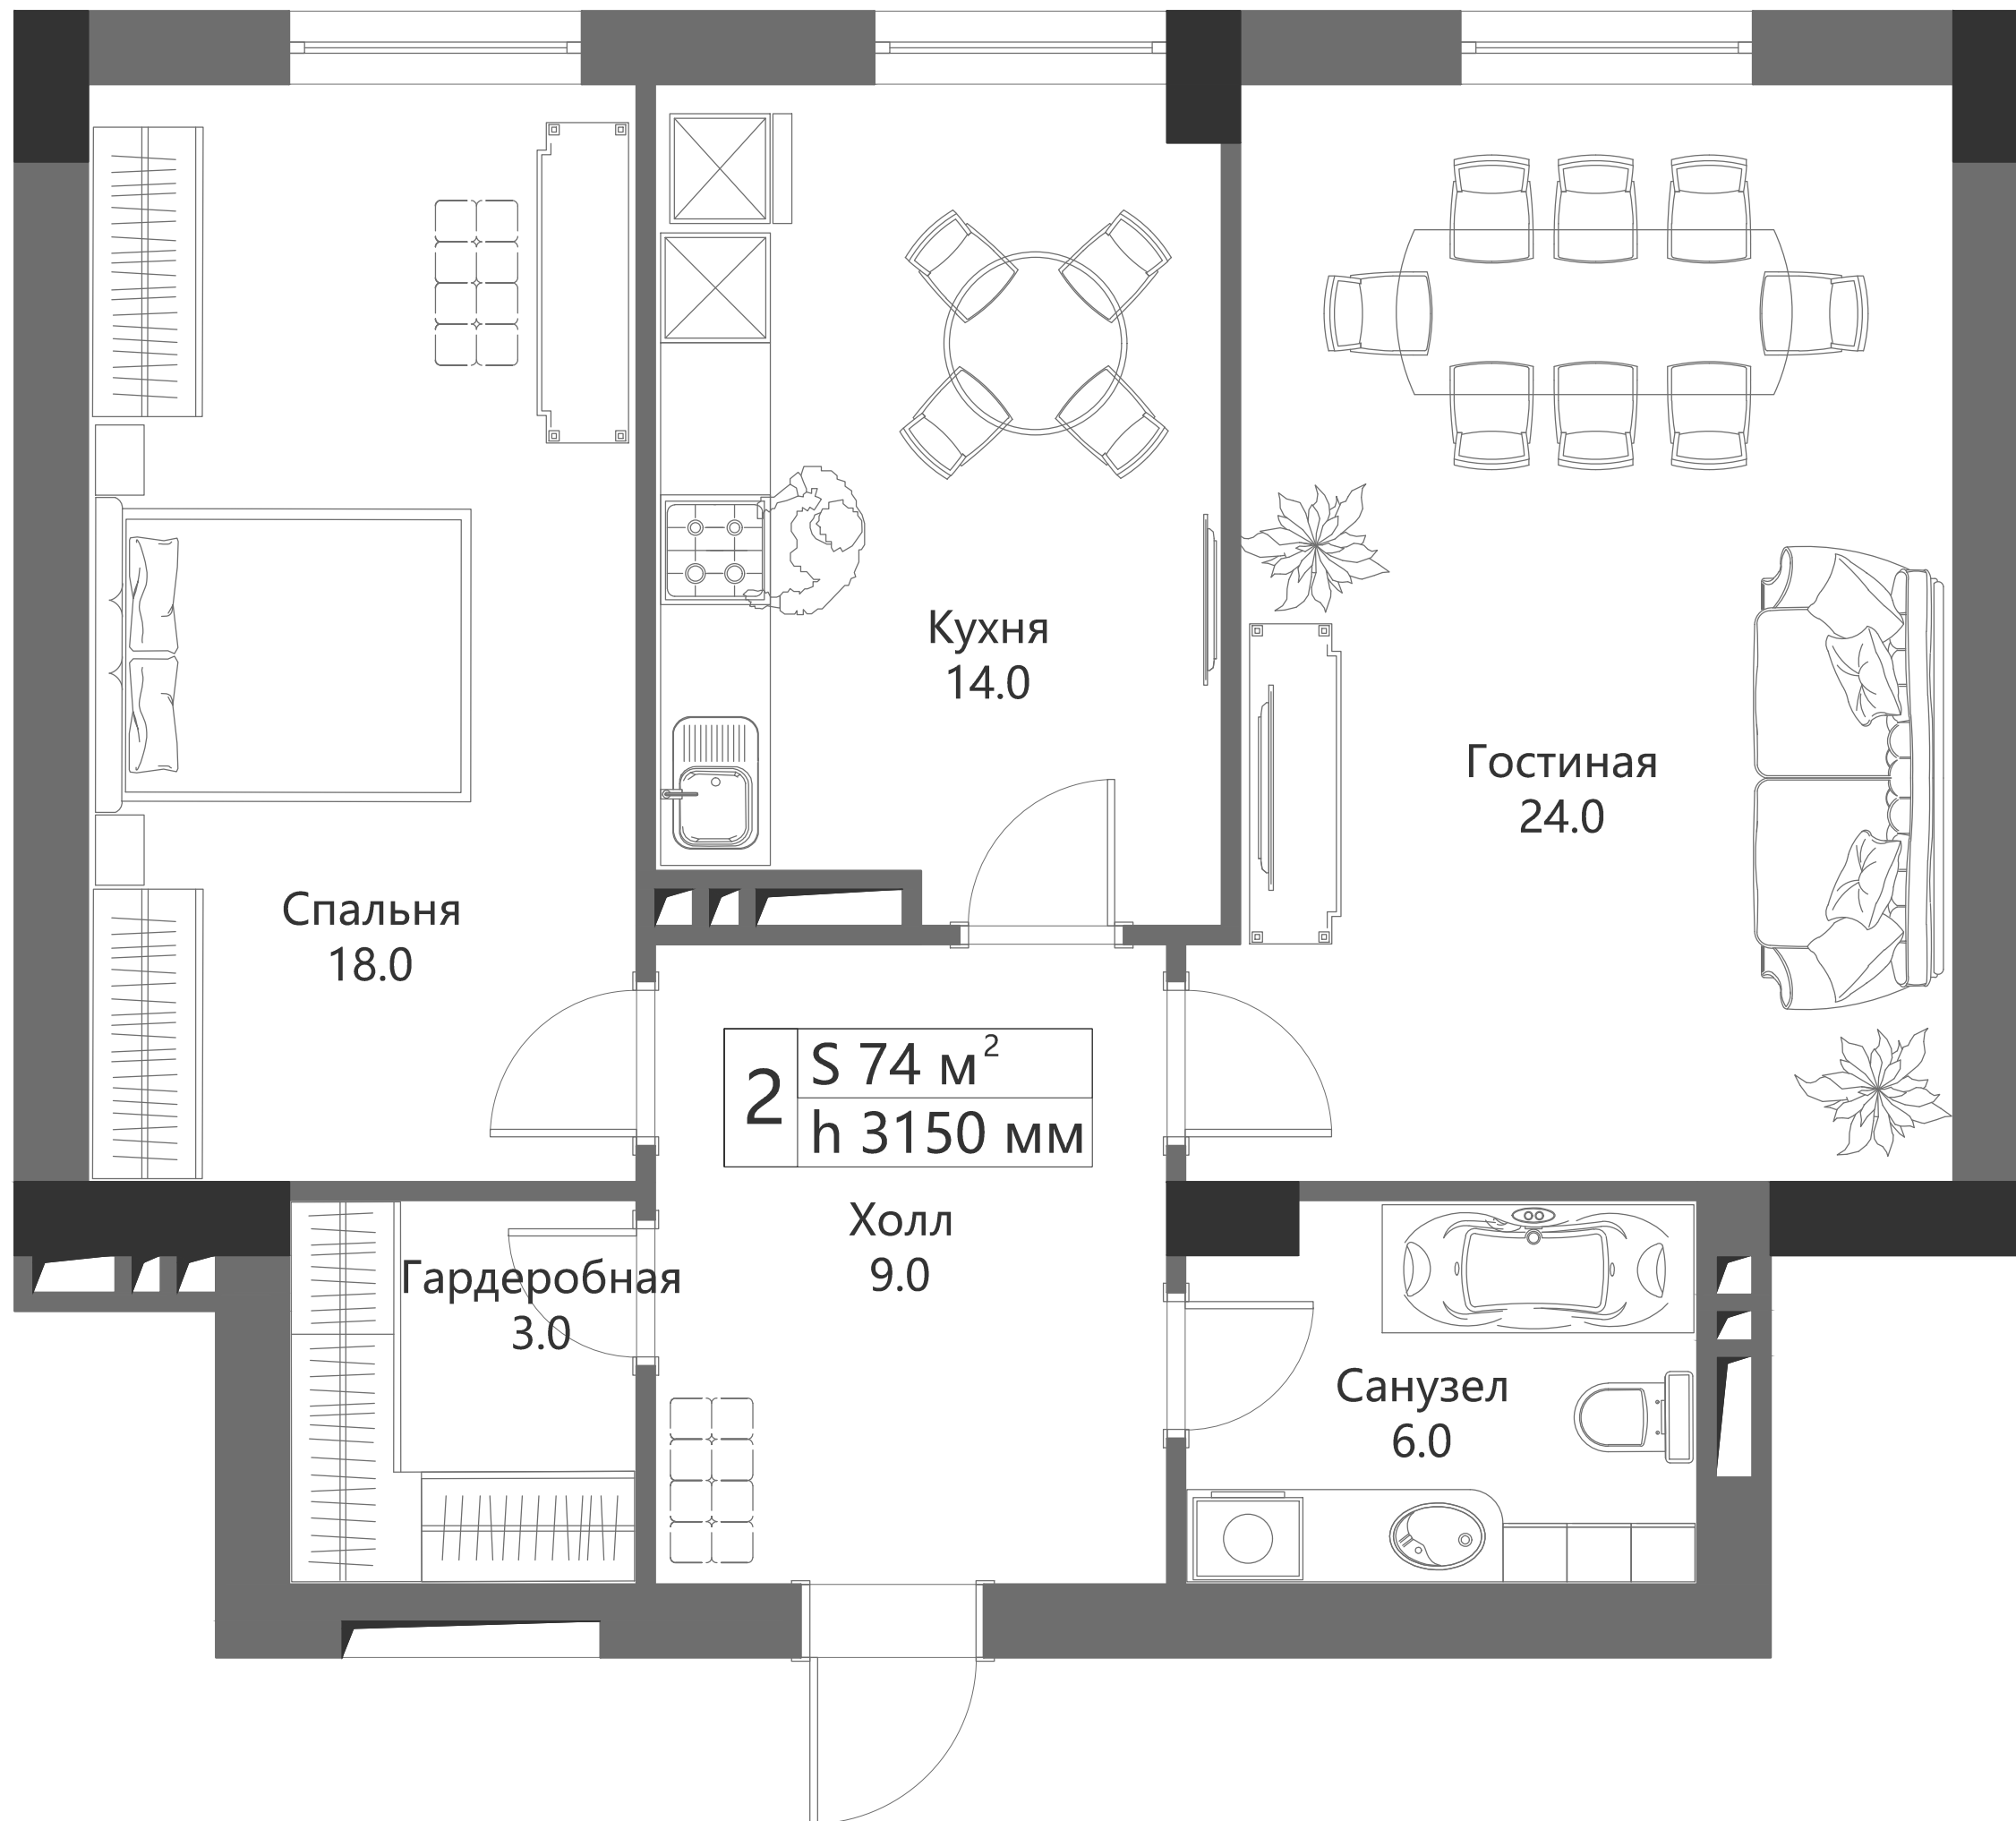 Кухня
14.0
Гостиная
24.0
Спальня
18.0
2
S 74 м²
h 3150 мм
Холл
9.0
Гардеробная
3.0
Санузел
6.0